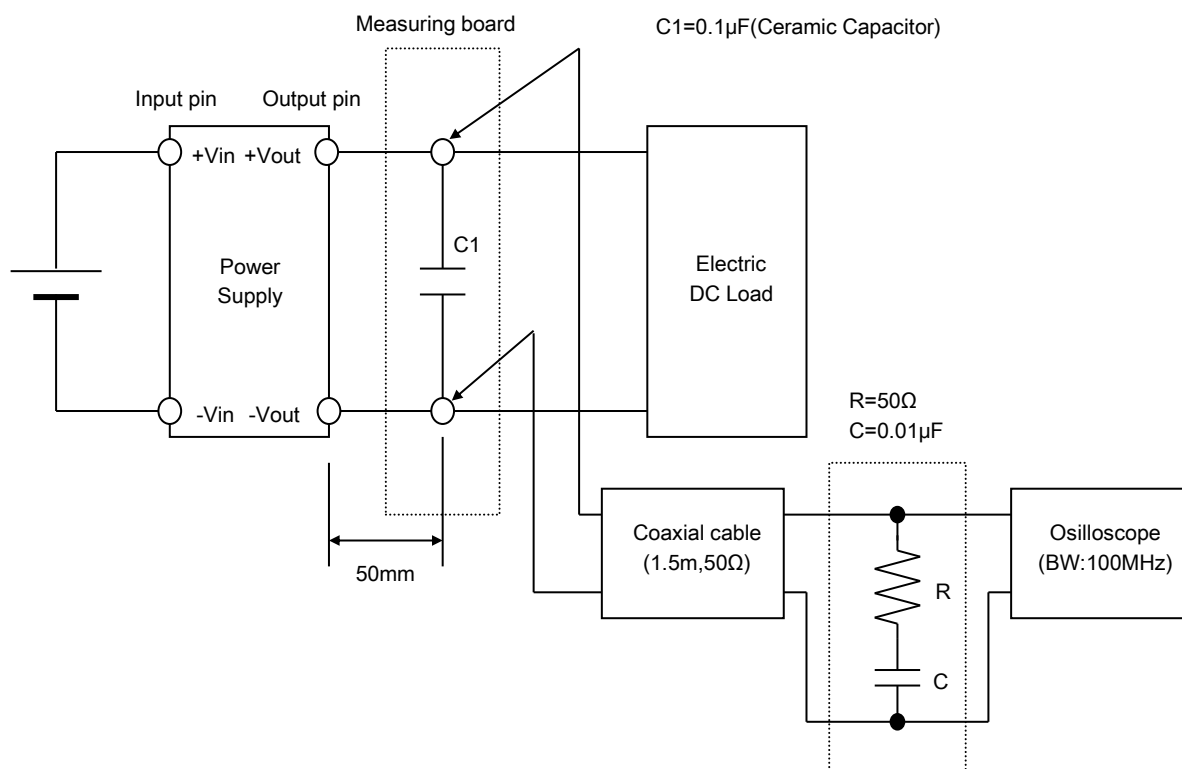 Measuring board
C1=0.1µF(Ceramic Capacitor)
Input pin
Output pin
+Vin +Vout
C1
Power
Supply
Electric
DC Load
-Vin -Vout
R=50Ω
C=0.01µF
50mm
Coaxial cable
(1.5m,50Ω)
R
C
Osilloscope
(BW:100MHz)